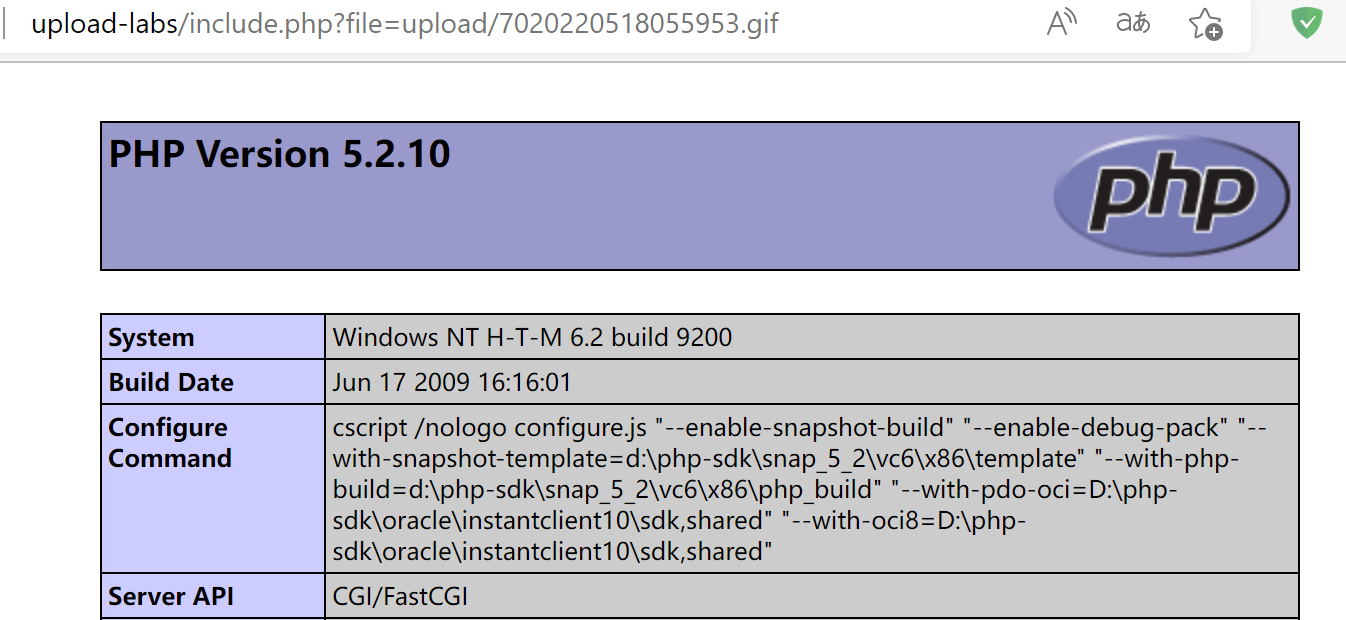 upload-labs/include.php?file=upload/7020220518055953.gif
aあ
PHP Version 5.2.10
php
System
Windows NT H-T-M 6.2 build 9200
Build Date
Jun 17 2009 16:16:01
Configure
Command
cscript /nologo configure.js "--enable-snapshot-build" "--enable-debug-pack" "--
with-snapshot-template=d:\php-sdk\snap_5_2\vc6\x86\template" "--with-php-
build=d:\php-sdk\snap_5_2\vc6\x86\php_build" "--with-pdo-oci=D:\php-
sdk\oracle\instantclient10\sdk,shared" "--with-oci8=D:\php-
sdk\oracle\instantclient10\sdk,shared"
Server API
CGI/FastCGI